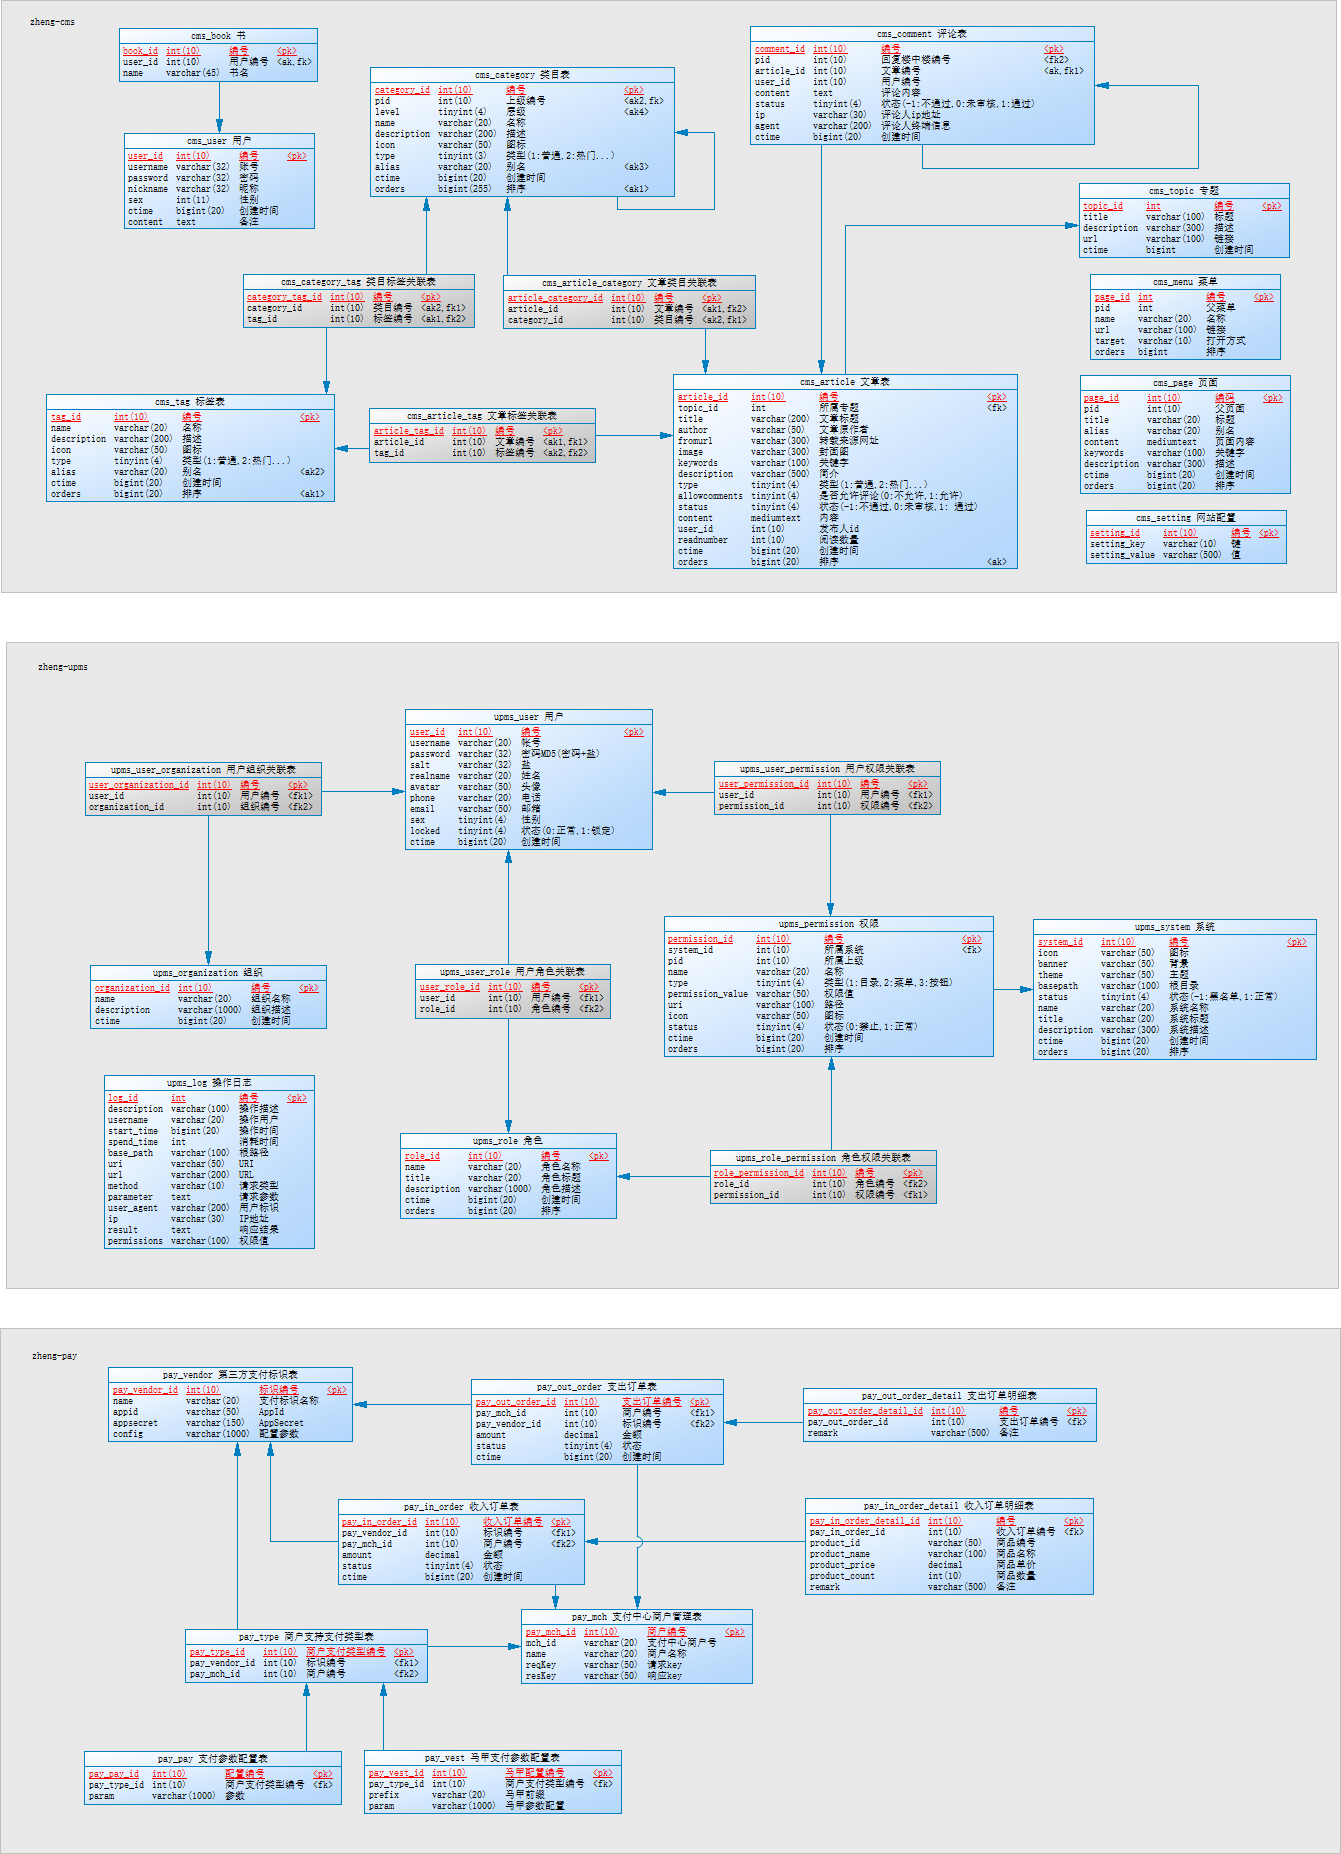 zheng-cms
cms_book 书
book_id int(10) 编号 <pk>
user_id int(10) 用户编号 <ak,fk>
name varchar(45) 书名
cms_user 用户
user_id int(10) 编号 <pk>
username varchar(32) 账号
password varchar(32) 密码
nickname varchar(32) 昵称
sex int(11) 性别
ctime bigint(20) 创建时间
content text 备注
cms_category 类目表
category_id int(10) 编号 <pk>
pid int(10) 上级编号 <ak2,fk>
level tinyint(4) 层级 <ak4>
name varchar(20) 名称
description varchar(200) 描述
icon varchar(50) 图标
type tinyint(3) 类型(1:普通,2:热门...)
alias varchar(20) 别名 <ak3>
ctime bigint(20) 创建时间
orders bigint(255) 排序 <ak1>
cms_comment 评论表
comment_id int(10) 编号 <pk>
pid int(10) 回复楼中楼编号 <fk2>
article_id int(10) 文章编号 <ak,fk1>
user_id int(10) 用户编号
content text 评论内容
status tinyint(4) 状态(-1:不通过,0:未审核,1:通过)
ip varchar(30) 评论人ip地址
agent varchar(200) 评论人终端信息
ctime bigint(20) 创建时间
cms_topic 专题
topic_id int 编号 <pk>
title varchar(100) 标题
description varchar(300) 描述
url varchar(100) 链接
ctime bigint 创建时间
cms_category_tag 类目标签关联表
category_tag_id int(10) 编号 <pk>
category_id int(10) 类目编号 <ak2,fk1>
tag_id int(10) 标签编号 <ak1,fk2>
cms_article_category 文章类目关联表
article_category_id int(10) 编号 <pk>
article_id int(10) 文章编号 <ak1,fk2>
category_id int(10) 类目编号 <ak2,fk1>
cms_menu 菜单
page_id int 编号 <pk>
pid int 父菜单
name varchar(20) 名称
url varchar(100) 链接
target varchar(10) 打开方式
orders bigint 排序
cms_tag 标签表
tag_id int(10) 编号 <pk>
name varchar(20) 名称
description varchar(200) 描述
icon varchar(50) 图标
type tinyint(4) 类型(1:普通,2:热门...)
alias varchar(20) 别名 <ak2>
ctime bigint(20) 创建时间
orders bigint(20) 排序 <ak1>
cms_article_tag 文章标签关联表
article_tag_id int(10) 编号 <pk>
article_id int(10) 文章编号 <ak1,fk1>
tag_id int(10) 标签编号 <ak2,fk2>
cms_article 文章表
article_id int(10) 编号 <pk>
topic_id int 所属专题 <fk>
title varchar(200) 文章标题
author varchar(50) 文章原作者
fromurl varchar(300) 转载来源网址
image varchar(300) 封面图
keywords varchar(100) 关键字
description varchar(500) 简介
type tinyint(4) 类型(1:普通,2:热门...)
allowcomments tinyint(4) 是否允许评论(0:不允许,1:允许)
status tinyint(4) 状态(-1:不通过,0:未审核,1: 通过)
content mediumtext 内容
user_id int(10) 发布人id
readnumber int(10) 阅读数量
ctime bigint(20) 创建时间
orders bigint(20) 排序 <ak>
cms_page 页面
page_id int(10) 编码 <pk>
pid int(10) 父页面
title varchar(20) 标题
alias varchar(20) 别名
content mediumtext 页面内容
keywords varchar(100) 关键字
description varchar(300) 描述
ctime bigint(20) 创建时间
orders bigint(20) 排序
cms_setting 网站配置
setting_id int(10) 编号 <pk>
setting_key varchar(10) 键
setting_value varchar(500) 值
zheng-upms
upms_user 用户
user_id int(10) 编号 <pk>
username varchar(20) 帐号
password varchar(32) 密码MD5(密码+盐)
salt varchar(32) 盐
realname varchar(20) 姓名
avatar varchar(50) 头像
phone varchar(20) 电话
email varchar(50) 邮箱
sex tinyint(4) 性别
locked tinyint(4) 状态(0:正常,1:锁定)
ctime bigint(20) 创建时间
upms_user_organization 用户组织关联表
user_organization_id int(10) 编号 <pk>
user_id int(10) 用户编号 <fk1>
organization_id int(10) 组织编号 <fk2>
upms_user_permission 用户权限关联表
user_permission_id int(10) 编号 <pk>
user_id int(10) 用户编号 <fk1>
permission_id int(10) 权限编号 <fk2>
upms_organization 组织
organization_id int(10) 编号 <pk>
name varchar(20) 组织名称
description varchar(1000) 组织描述
ctime bigint(20) 创建时间
upms_user_role 用户角色关联表
user_role_id int(10) 编号 <pk>
user_id int(10) 用户编号 <fk1>
role_id int(10) 角色编号 <fk2>
upms_permission 权限
permission_id int(10) 编号 <pk>
system_id int(10) 所属系统 <fk>
pid int(10) 所属上级
name varchar(20) 名称
type tinyint(4) 类型(1:目录,2:菜单,3:按钮)
permission_value varchar(50) 权限值
uri varchar(100) 路径
icon varchar(50) 图标
status tinyint(4) 状态(0:禁止,1:正常)
ctime bigint(20) 创建时间
orders bigint(20) 排序
upms_system 系统
system_id int(10) 编号 <pk>
icon varchar(50) 图标
banner varchar(50) 背景
theme varchar(50) 主题
basepath varchar(100) 根目录
status tinyint(4) 状态(-1:黑名单,1:正常)
name varchar(20) 系统名称
title varchar(20) 系统标题
description varchar(300) 系统描述
ctime bigint(20) 创建时间
orders bigint(20) 排序
upms_log 操作日志
log_id int 编号 <pk>
description varchar(100) 操作描述
username varchar(20) 操作用户
start_time bigint(20) 操作时间
spend_time int 消耗时间
base_path varchar(100) 根路径
uri varchar(50) URI
url varchar(200) URL
method varchar(10) 请求类型
parameter text 请求参数
user_agent varchar(200) 用户标识
ip varchar(30) IP地址
result text 响应结果
permissions varchar(100) 权限值
upms_role 角色
role_id int(10) 编号 <pk>
name varchar(20) 角色名称
title varchar(20) 角色标题
description varchar(1000) 角色描述
ctime bigint(20) 创建时间
orders bigint(20) 排序
upms_role_permission 角色权限关联表
role_permission_id int(10) 编号 <pk>
role_id int(10) 角色编号 <fk2>
permission_id int(10) 权限编号 <fk1>
zheng-pay
pay_vendor 第三方支付标识表
pay_vendor_id int(10) 标识编号 <pk>
name varchar(20) 支付标识名称
appid varchar(50) AppId
appsecret varchar(150) AppSecret
config varchar(1000) 配置参数
pay_out_order 支出订单表
pay_out_order_id int(10) 支出订单编号 <pk>
pay_mch_id int(10) 商户编号 <fk1>
pay_vendor_id int(10) 标识编号 <fk2>
amount decimal 金额
status tinyint(4) 状态
ctime bigint(20) 创建时间
pay_out_order_detail 支出订单明细表
pay_out_order_detail_id int(10) 编号 <pk>
pay_out_order_id int(10) 支出订单编号 <fk>
remark varchar(500) 备注
pay_in_order 收入订单表
pay_in_order_id int(10) 收入订单编号 <pk>
pay_vendor_id int(10) 标识编号 <fk1>
pay_mch_id int(10) 商户编号 <fk2>
amount decimal 金额
status tinyint(4) 状态
ctime bigint(20) 创建时间
pay_in_order_detail 收入订单明细表
pay_in_order_detail_id int(10) 编号 <pk>
pay_in_order_id int(10) 收入订单编号 <fk>
product_id varchar(50) 商品编号
product_name varchar(100) 商品名称
product_price decimal 商品单价
product_count int(10) 商品数量
remark varchar(500) 备注
pay_mch 支付中心商户管理表
pay_mch_id int(10) 商户编号 <pk>
mch_id varchar(20) 支付中心商户号
name varchar(20) 商户名称
reqKey varchar(50) 请求key
resKey varchar(50) 响应key
pay_type 商户支持支付类型表
pay_type_id int(10) 商户支付类型编号 <pk>
pay_vendor_id int(10) 标识编号 <fk1>
pay_mch_id int(10) 商户编号 <fk2>
pay_pay 支付参数配置表
pay_pay_id int(10) 配置编号 <pk>
pay_type_id int(10) 商户支付类型编号 <fk>
param varchar(1000) 参数
pay_vest 马甲支付参数配置表
pay_vest_id int(10) 马甲配置编号 <pk>
pay_type_id int(10) 商户支付类型编号 <fk>
prefix varchar(20) 马甲前缀
param varchar(1000) 马甲参数配置